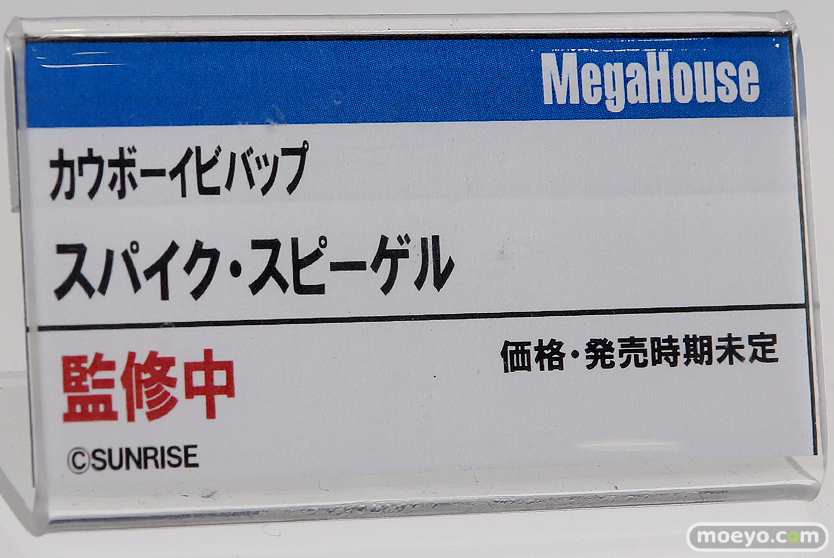 MegaHouse
カウボーイビバップ
スパイク・スピーゲル
監修中
価格・発売時期未定
©SUNRISE
moeyo.com